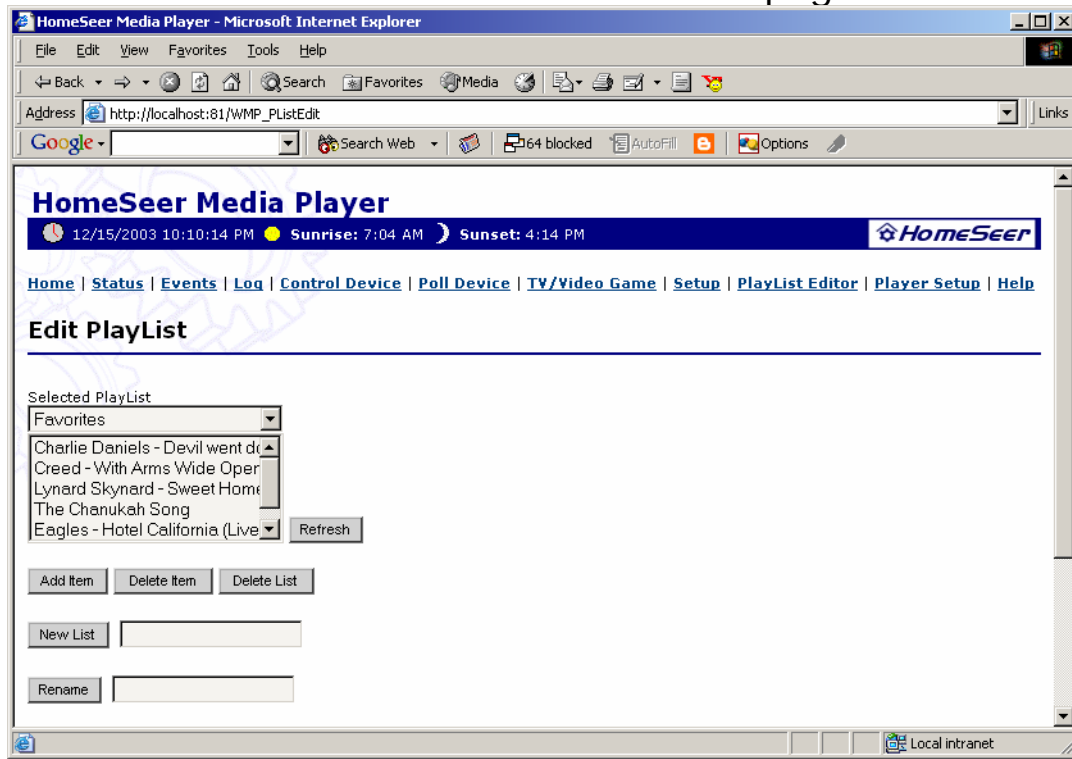 HomeSeer Media Player - Microsoft Internet Explorer
File Edit View Favorites Tools Help
Back Search Favorites Media
Address http://localhost:81/WMP_PListEdit Links
Google Search Web 64 blocked AutoFill Options
HomeSeer Media Player
12/15/2003 10:10:14 PM Sunrise: 7:04 AM Sunset: 4:14 PM HomeSeer
Home | Status | Events | Log | Control Device | Poll Device | TV/Video Game | Setup | PlayList Editor | Player Setup | Help
Edit PlayList
Selected PlayList
Favorites
Charlie Daniels - Devil went do
Creed - With Arms Wide Oper
Lynard Skynard - Sweet Home
The Chanukah Song
Eagles - Hotel California (Live
Refresh
Add Item Delete Item Delete List
New List
Rename
Local intranet